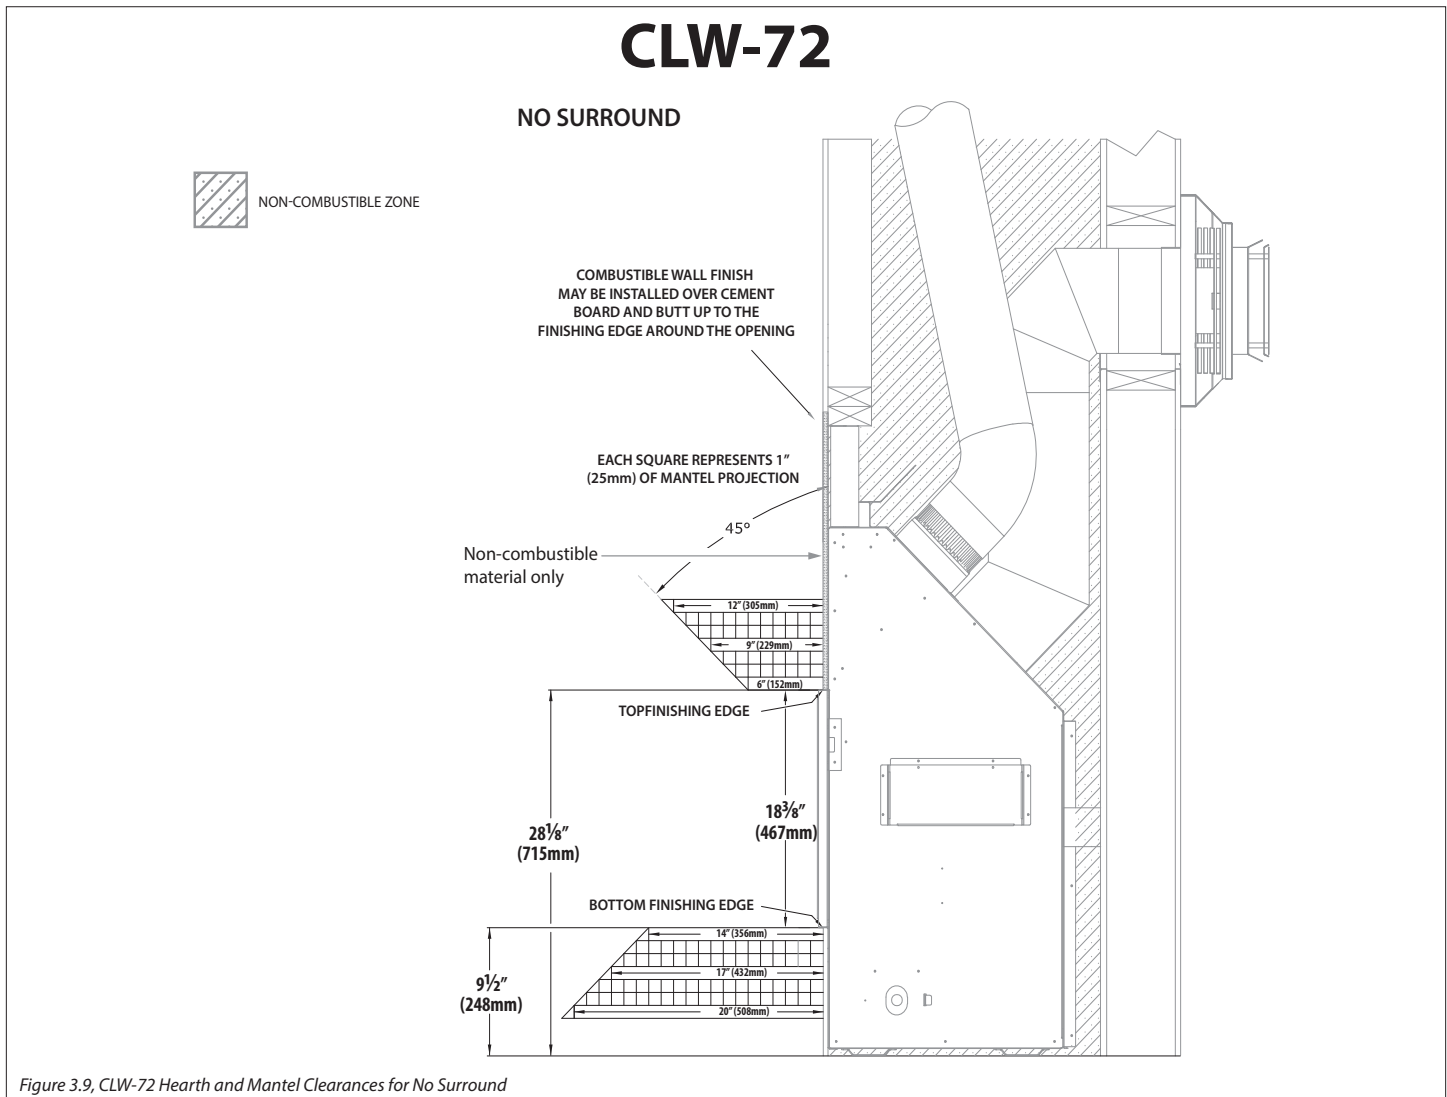 CLW-72
NO SURROUND
NON-COMBUSTIBLE ZONE
COMBUSTIBLE WALL FINISH
MAY BE INSTALLED OVER CEMENT
BOARD AND BUTT UP TO THE
FINISHING EDGE AROUND THE OPENING
EACH SQUARE REPRESENTS 1”
(25mm) OF MANTEL PROJECTION
45º
Non-combustible
material only
12” (305mm)
9” (229mm)
6” (152mm)
TOPFINISHING EDGE
18⅜”
(467mm)
28⅛”
(715mm)
BOTTOM FINISHING EDGE
14” (356mm)
17” (432mm)
20” (508mm)
9½”
(248mm)
Figure 3.9, CLW-72 Hearth and Mantel Clearances for No Surround